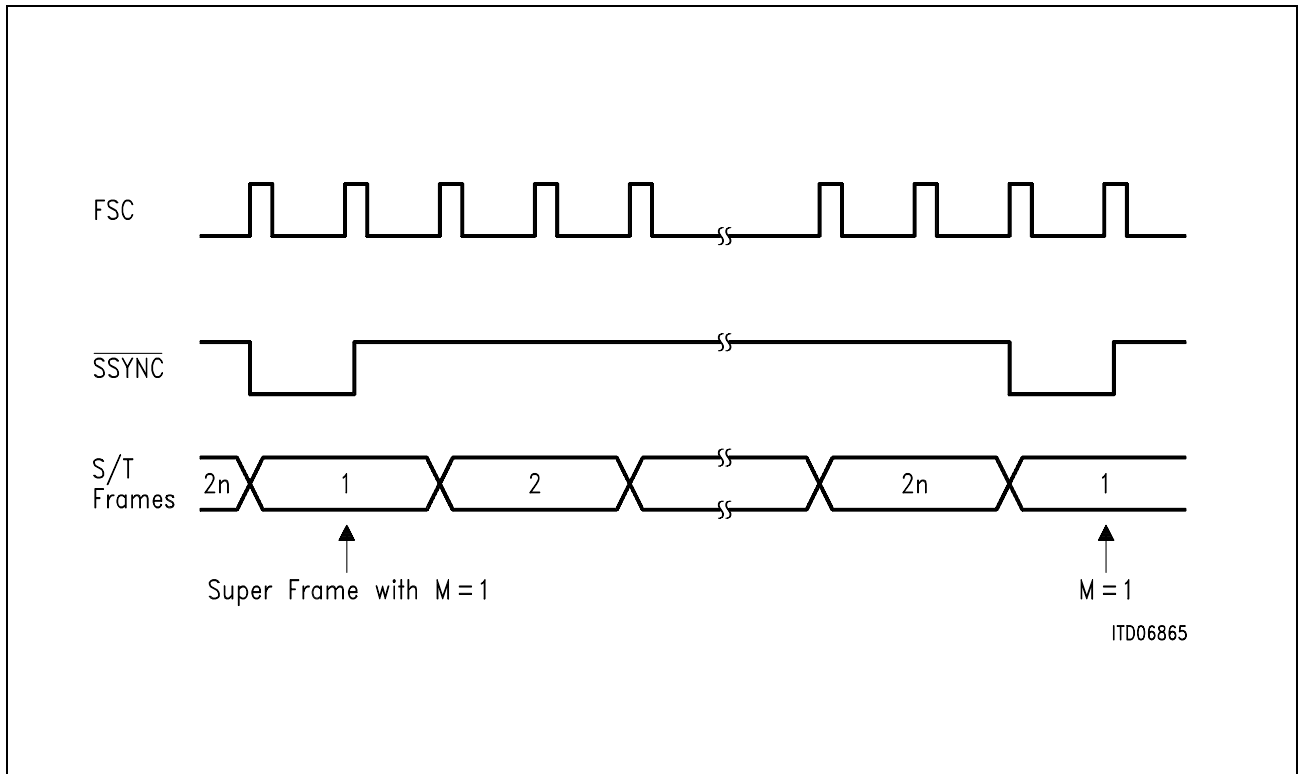 FSC
SSYNC
S/T
Frames
2n 1 2 2n 1
Super Frame with M=1
M=1
ITD06865